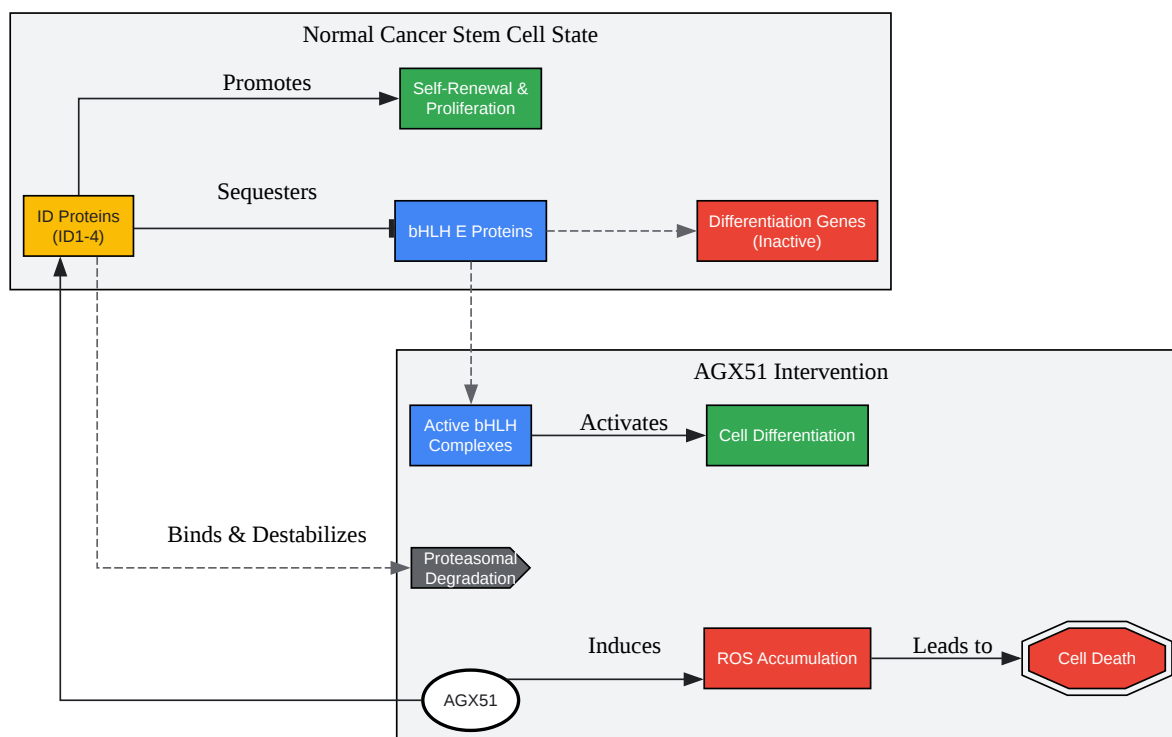 Normal Cancer Stem Cell State
Promotes
Self-Renewal &
Proliferation
Sequesters
ID Proteins
(ID1-4)
bHLH E Proteins
Differentiation Genes
(Inactive)
AGX51 Intervention
Active bHLH
Complexes
Activates
Cell Differentiation
Binds & Destabilizes
Proteasomal
Degradation
Induces
ROS Accumulation
Leads to
Cell Death
AGX51